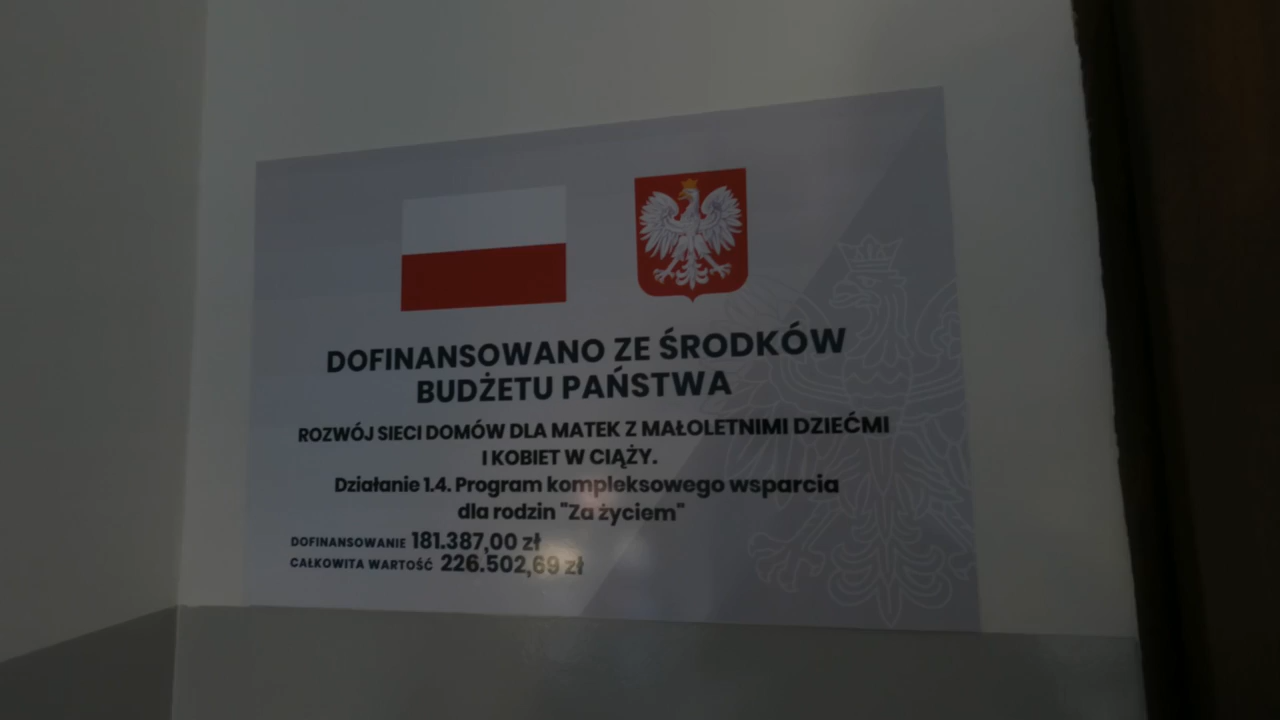 DOFINANSOWANO ZE ŚRODKÓW
BUDŻETU PAŃSTWA
ROZWÓJ SIECI DOMÓW DLA MATEK Z MAŁOLETNIMI DZIEĆMI
I KOBIET W CIĄŻY.
Działanie 1.4. Program kompleksowego wsparcia
dla rodzin "Za życiem"
DOFINANSOWANIE 181.387,00 zł
CAŁKOWITA WARTOŚĆ 226.502,69 zł